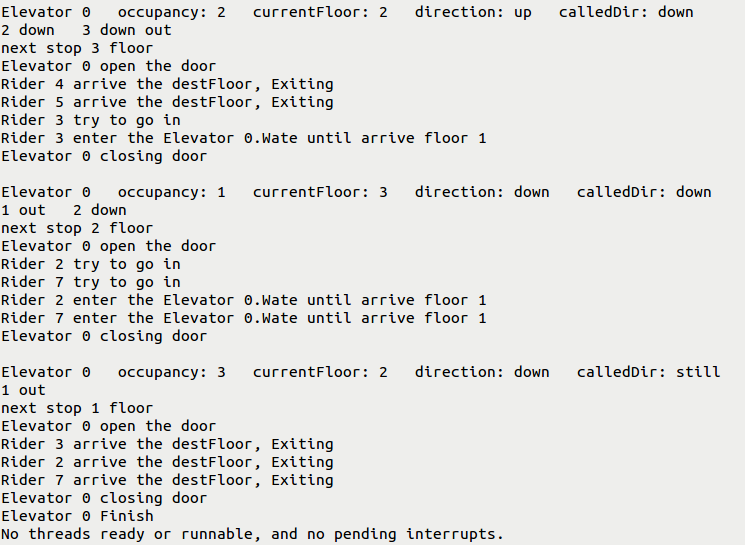 Elevator 0   occupancy: 2   currentFloor: 2   direction: up   calledDir: down
2 down   3 down out
next stop 3 floor
Elevator 0 open the door
Rider 4 arrive the destFloor, Exiting
Rider 5 arrive the destFloor, Exiting
Rider 3 try to go in
Rider 3 enter the Elevator 0.Wate until arrive floor 1
Elevator 0 closing door

Elevator 0   occupancy: 1   currentFloor: 3   direction: down   calledDir: down
1 out   2 down
next stop 2 floor
Elevator 0 open the door
Rider 2 try to go in
Rider 7 try to go in
Rider 2 enter the Elevator 0.Wate until arrive floor 1
Rider 7 enter the Elevator 0.Wate until arrive floor 1
Elevator 0 closing door

Elevator 0   occupancy: 3   currentFloor: 2   direction: down   calledDir: still
1 out
next stop 1 floor
Elevator 0 open the door
Rider 3 arrive the destFloor, Exiting
Rider 2 arrive the destFloor, Exiting
Rider 7 arrive the destFloor, Exiting
Elevator 0 closing door
Elevator 0 Finish
No threads ready or runnable, and no pending interrupts.